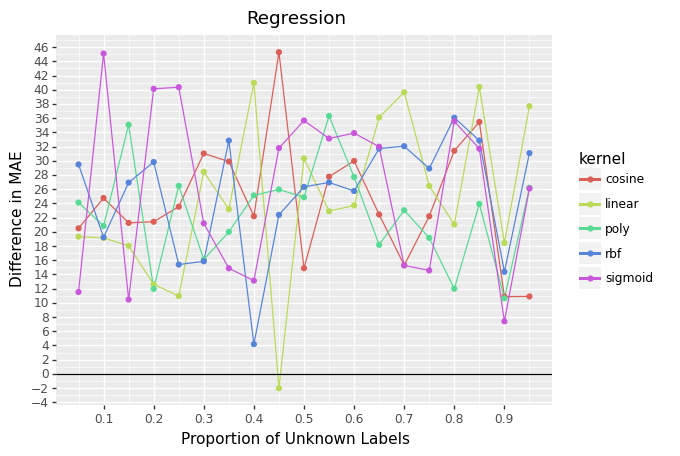 Regression
46
44
42
40
38
36
34
32
30
28
26
24
22
20
18
16
14
12
10
8
6
4
2
0
−2
−4
Difference in MAE
0.1 0.2 0.3 0.4 0.5 0.6 0.7 0.8 0.9
Proportion of Unknown Labels
kernel
cosine
linear
poly
rbf
sigmoid